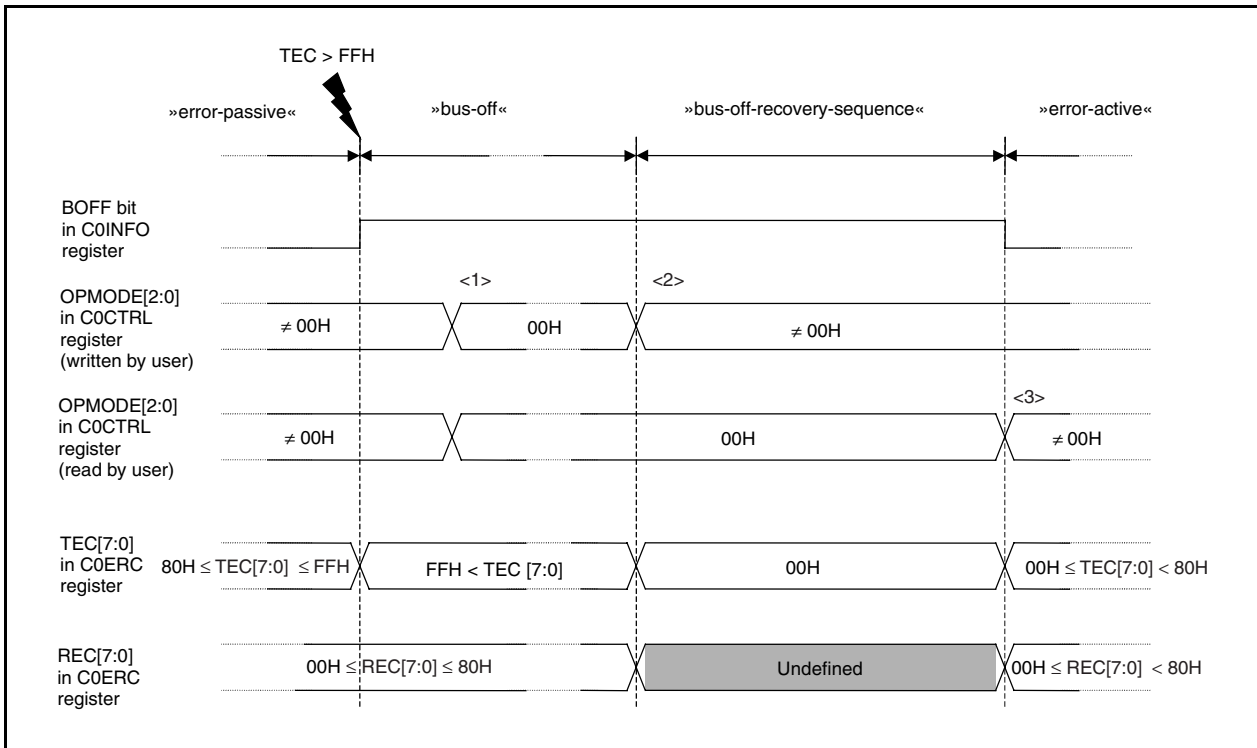 TEC > FFH
»error-passive« »bus-off« »bus-off-recovery-sequence« »error-active«
BOFF bit
in C0INFO
register
<1> <2>
OPMODE[2:0]
in C0CTRL
register
(written by user)
≠ 00H 00H ≠ 00H
<3>
OPMODE[2:0]
in C0CTRL
register
(read by user)
≠ 00H 00H ≠ 00H
TEC[7:0]
in C0ERC
register
80H ≤ TEC[7:0] ≤ FFH FFH < TEC [7:0] 00H 00H ≤ TEC[7:0] < 80H
REC[7:0]
in C0ERC
register
00H ≤ REC[7:0] ≤ 80H Undefined 00H ≤ REC[7:0] < 80H